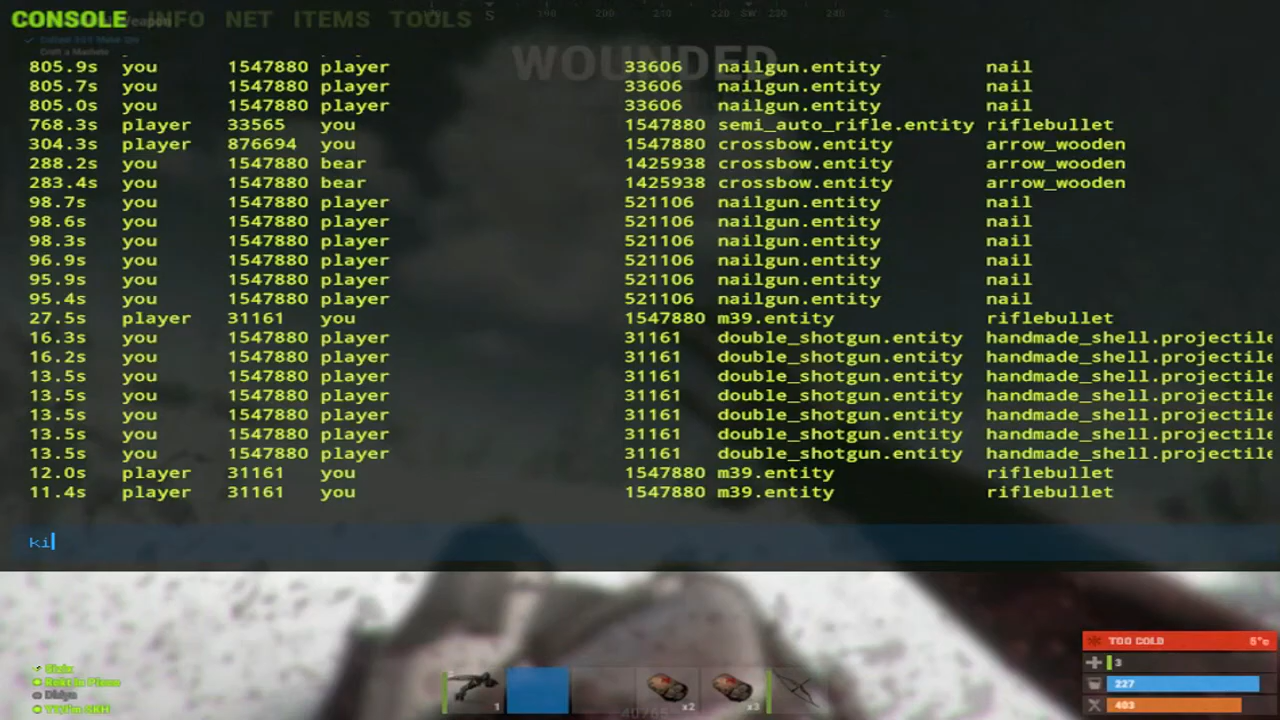 CONSOLE INFO NET ITEMS TOOLS
Craft a Machete
WOUNDED
805.9s you 1547880 player 33606 nailgun.entity nail
805.7s you 1547880 player 33606 nailgun.entity nail
805.0s you 1547880 player 33606 nailgun.entity nail
768.3s player 33565 you 1547880 semi_auto_rifle.entity riflebullet
304.3s player 876694 you 1547880 crossbow.entity arrow_wooden
288.2s you 1547880 bear 1425938 crossbow.entity arrow_wooden
283.4s you 1547880 bear 1425938 crossbow.entity arrow_wooden
98.7s you 1547880 player 521106 nailgun.entity nail
98.6s you 1547880 player 521106 nailgun.entity nail
98.3s you 1547880 player 521106 nailgun.entity nail
96.9s you 1547880 player 521106 nailgun.entity nail
95.9s you 1547880 player 521106 nailgun.entity nail
95.4s you 1547880 player 521106 nailgun.entity nail
27.5s player 31161 you 1547880 m39.entity riflebullet
16.3s you 1547880 player 31161 double_shotgun.entity handmade_shell.projectile
16.2s you 1547880 player 31161 double_shotgun.entity handmade_shell.projectile
13.5s you 1547880 player 31161 double_shotgun.entity handmade_shell.projectile
13.5s you 1547880 player 31161 double_shotgun.entity handmade_shell.projectile
13.5s you 1547880 player 31161 double_shotgun.entity handmade_shell.projectile
13.5s you 1547880 player 31161 double_shotgun.entity handmade_shell.projectile
13.5s you 1547880 player 31161 double_shotgun.entity handmade_shell.projectile
12.0s player 31161 you 1547880 m39.entity riflebullet
11.4s player 31161 you 1547880 m39.entity riflebullet
ki
TOO COLD 5°c
3
227
403
1 x2 x3